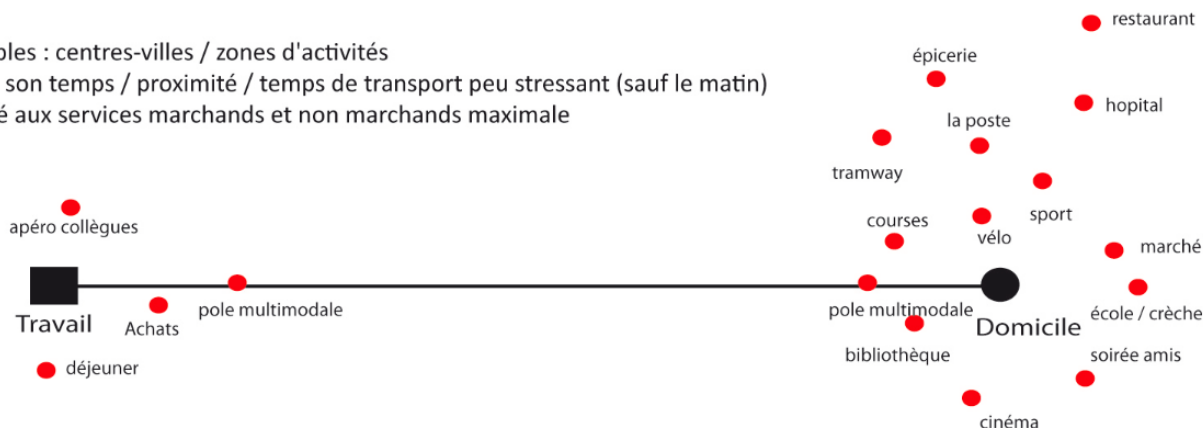 restaurant
: centres-villes / zones d'activités
épicerie
son temps / proximité / temps de transport peu stressant (sauf le matin)
hopital
aux services marchands et non marchands maximale
la poste
tramway
sport
apéro collègues
courses
vélo
marché
pole multimodale
pole multimodale
école / crèche
Travail
Achats
Domicile
bibliothèque
soirée amis
déjeuner
cinéma